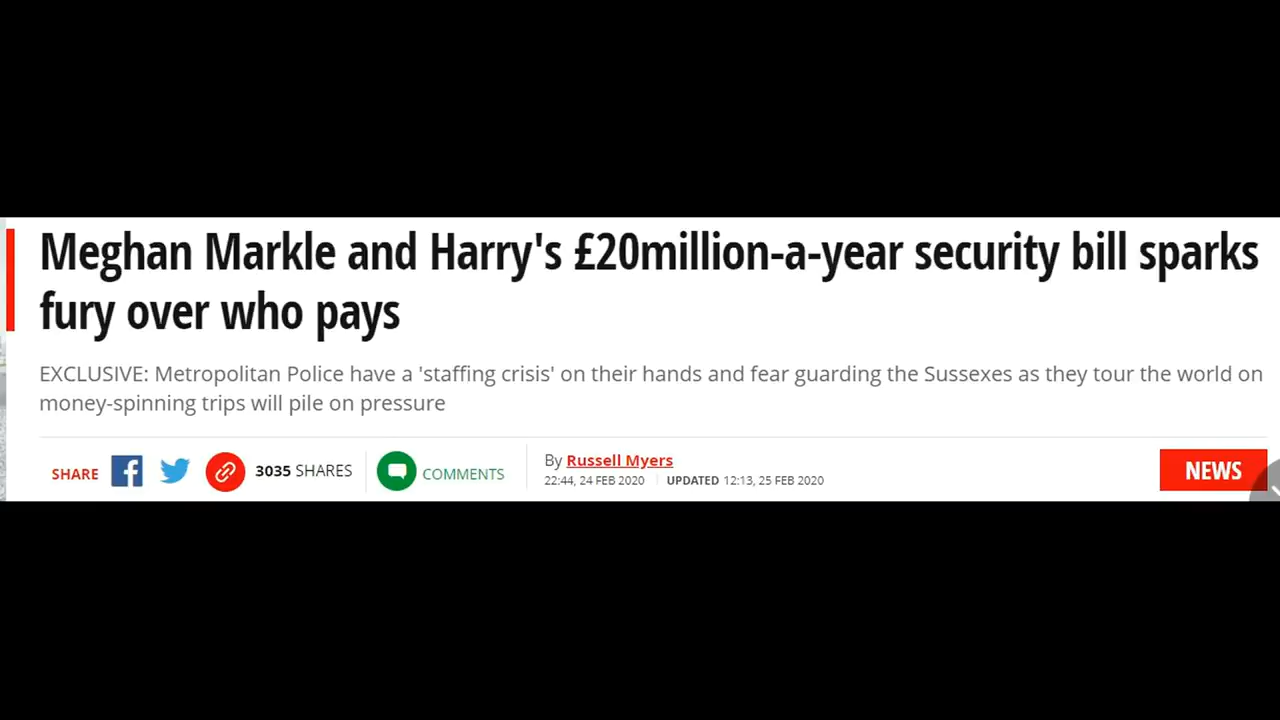 Meghan Markle and Harry's £20million-a-year security bill sparks
fury over who pays
EXCLUSIVE: Metropolitan Police have a 'staffing crisis' on their hands and fear guarding the Sussexes as they tour the world on
money-spinning trips will pile on pressure
SHARE 3035 SHARES COMMENTS By Russell Myers
22:44, 24 FEB 2020 UPDATED 12:13, 25 FEB 2020
NEWS